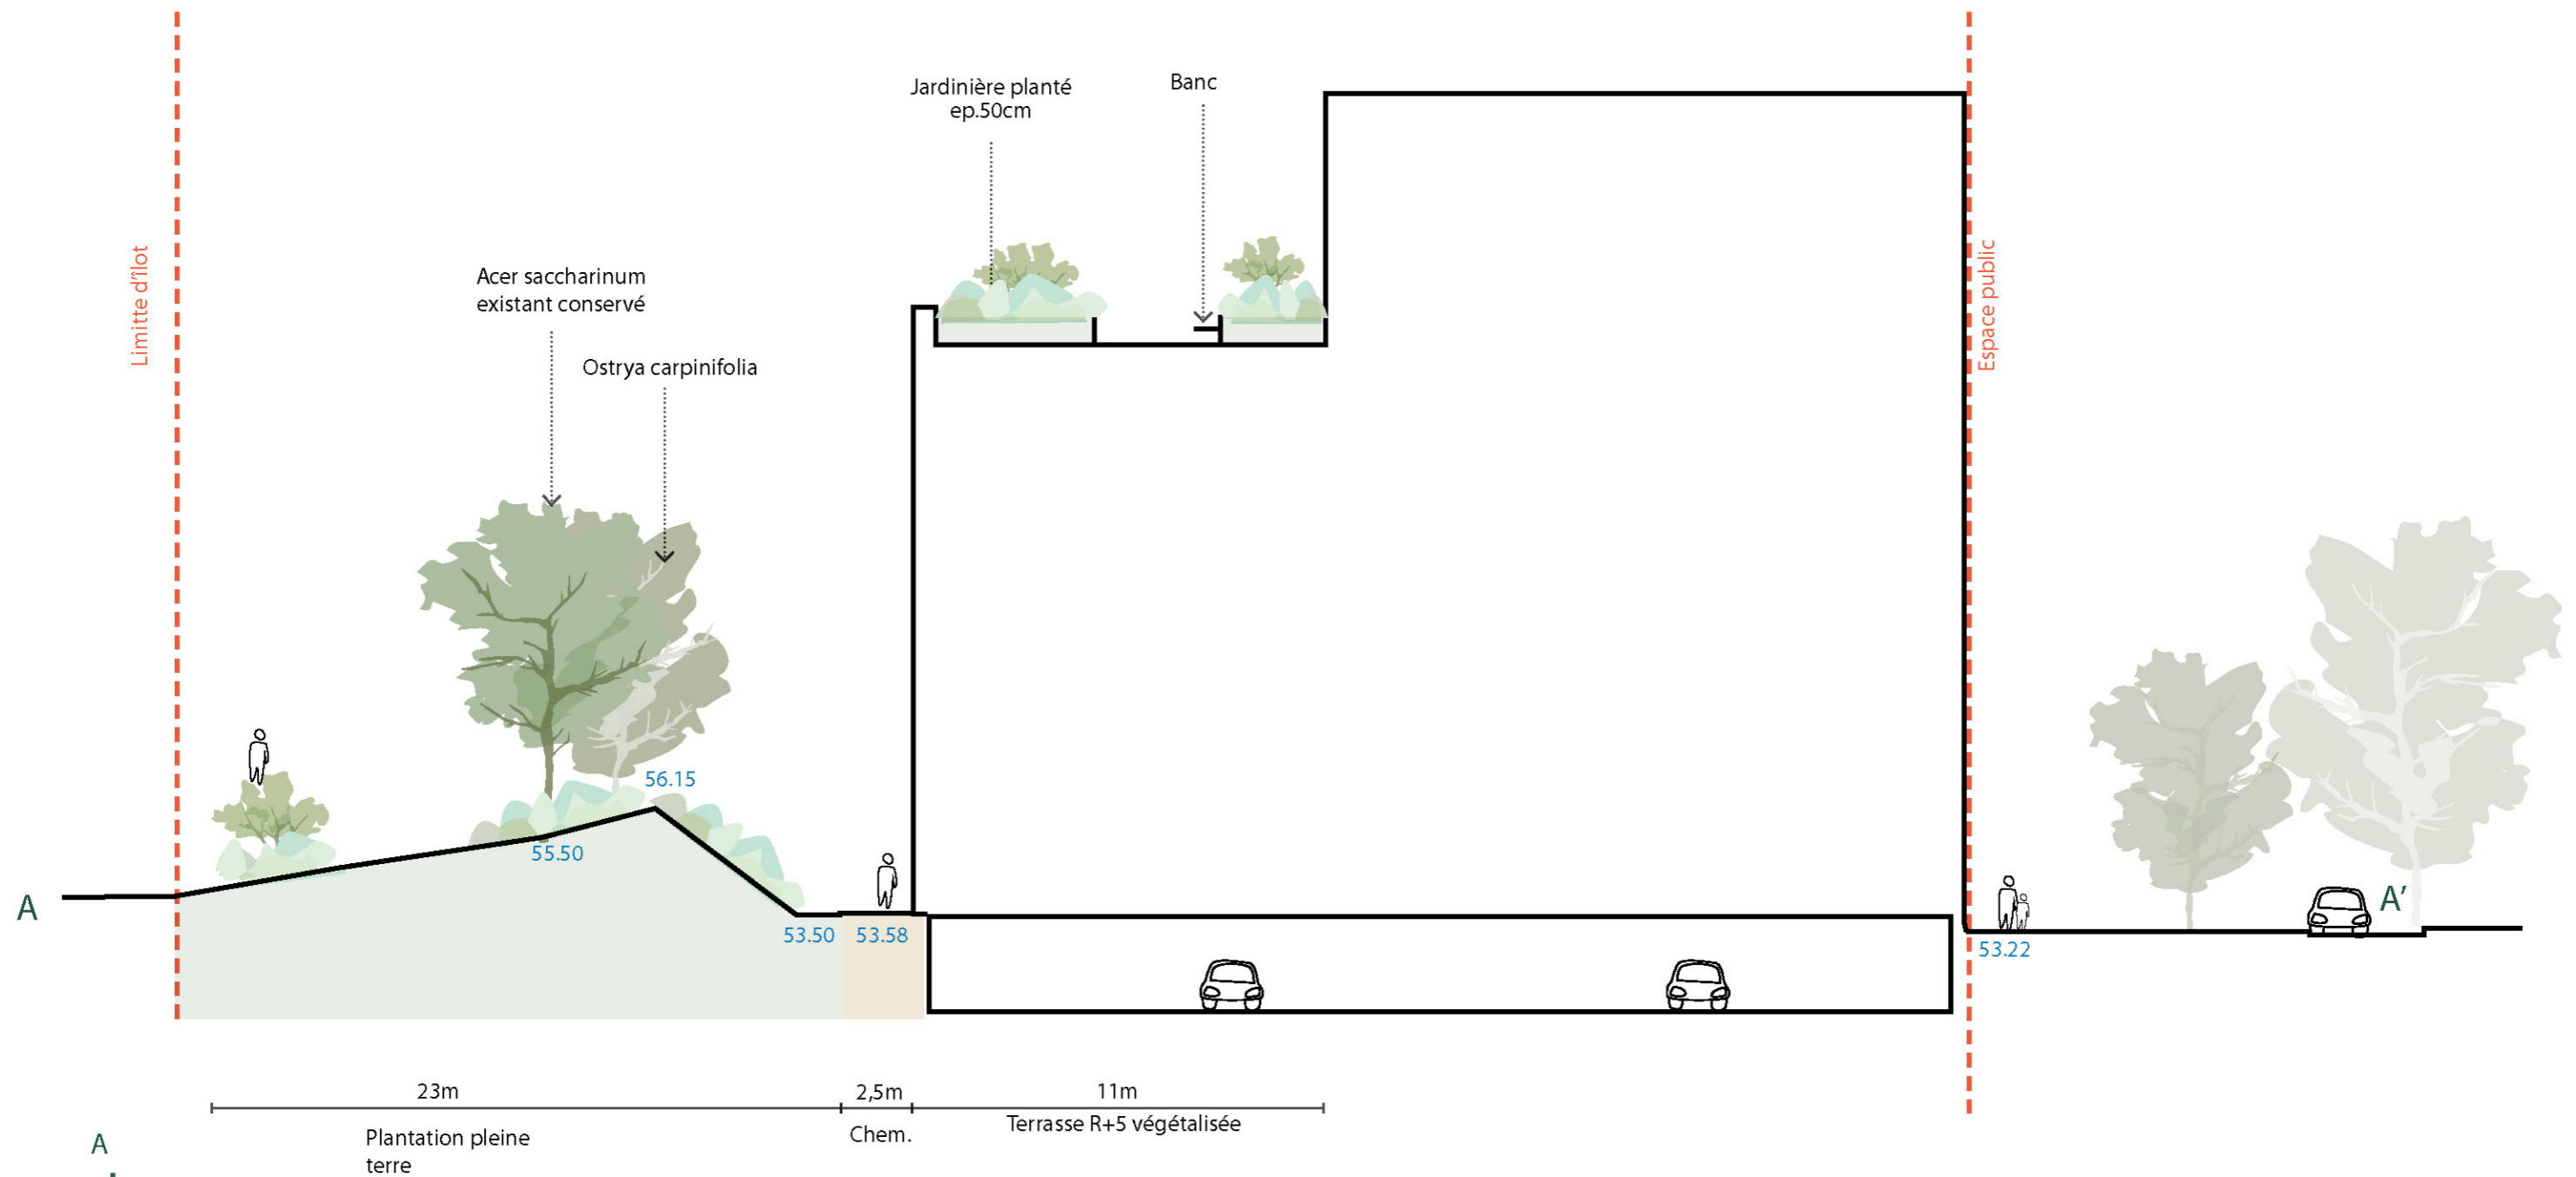 Jardinière planté
ep.50cm
Banc
Limitte d'îlot
Espace public
Acer saccharinum
existant conservé
Ostrya carpinifolia
56.15
55.50
A
53.50
53.58
A'
53.22
23m
2,5m
11m
Plantation pleine
terre
Chem.
Terrasse R+5 végétalisée
A